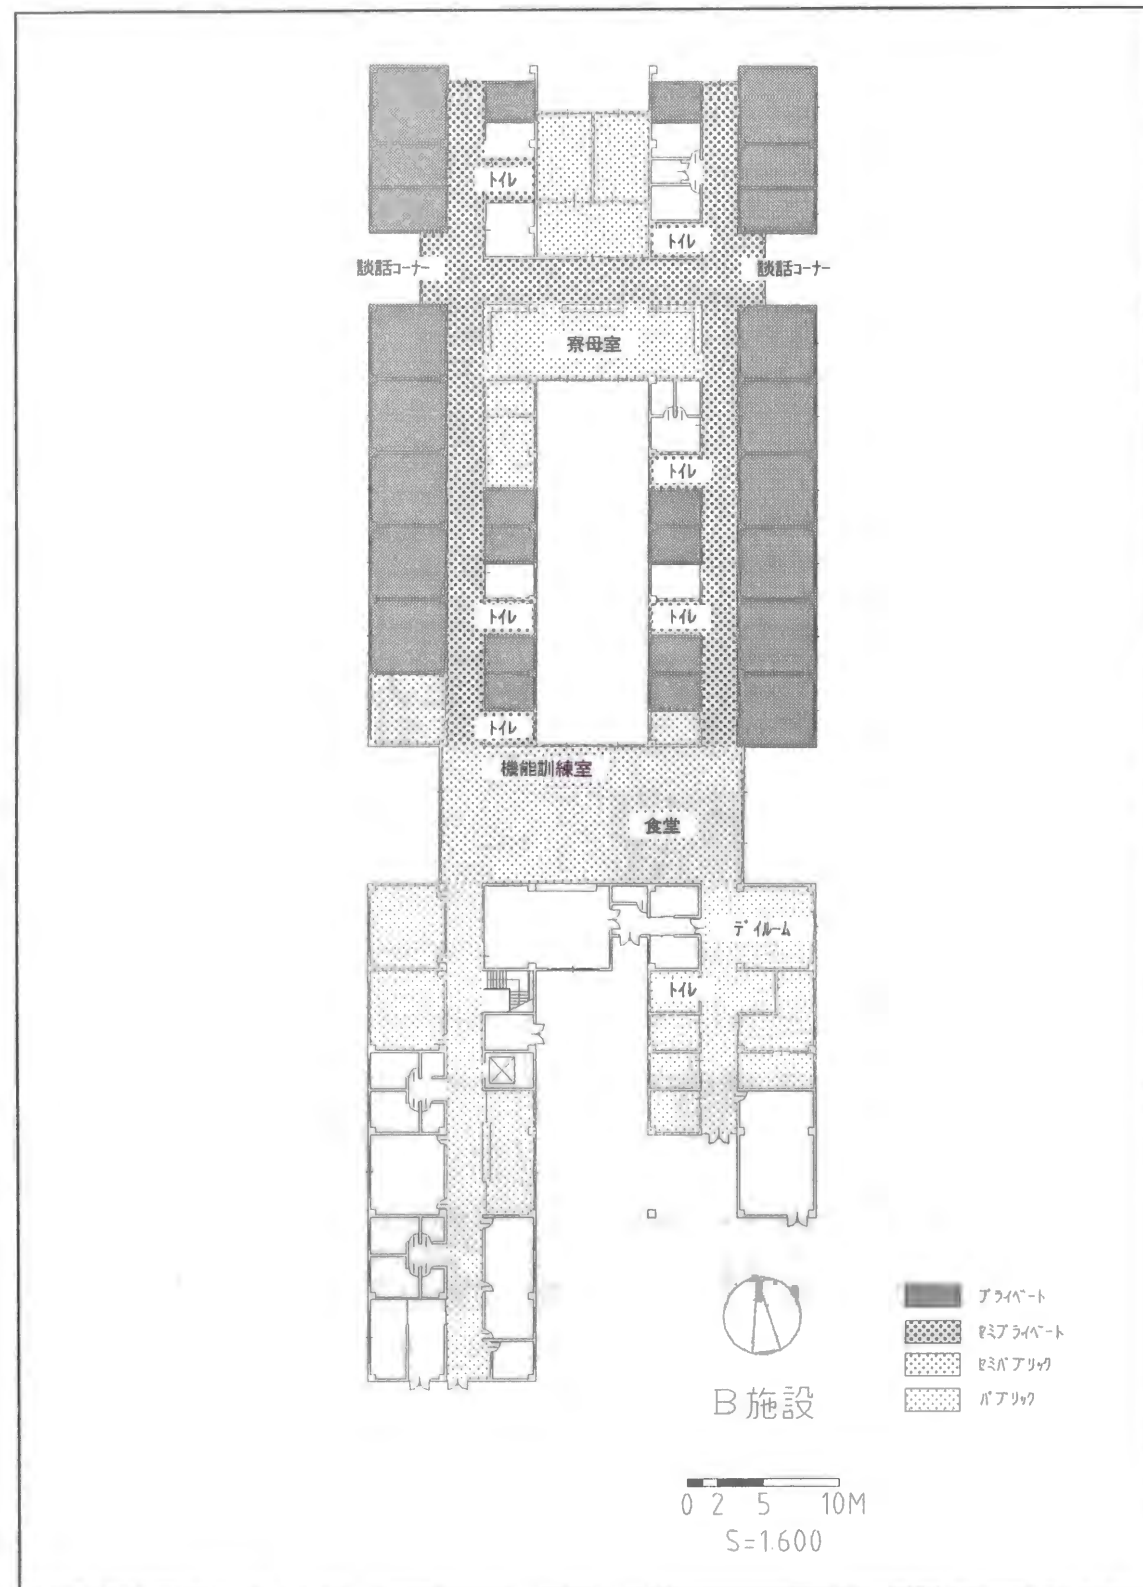 トイレ
トイレ
談話コーナー
談話コーナー
寮母室
トイレ
トイレ
トイレ
トイレ
機能訓練室
食堂
デイルーム
トイレ
プライベート
セミプライベート
セミパブリック
パブリック
B施設
0 2 5 10M
S=1.600